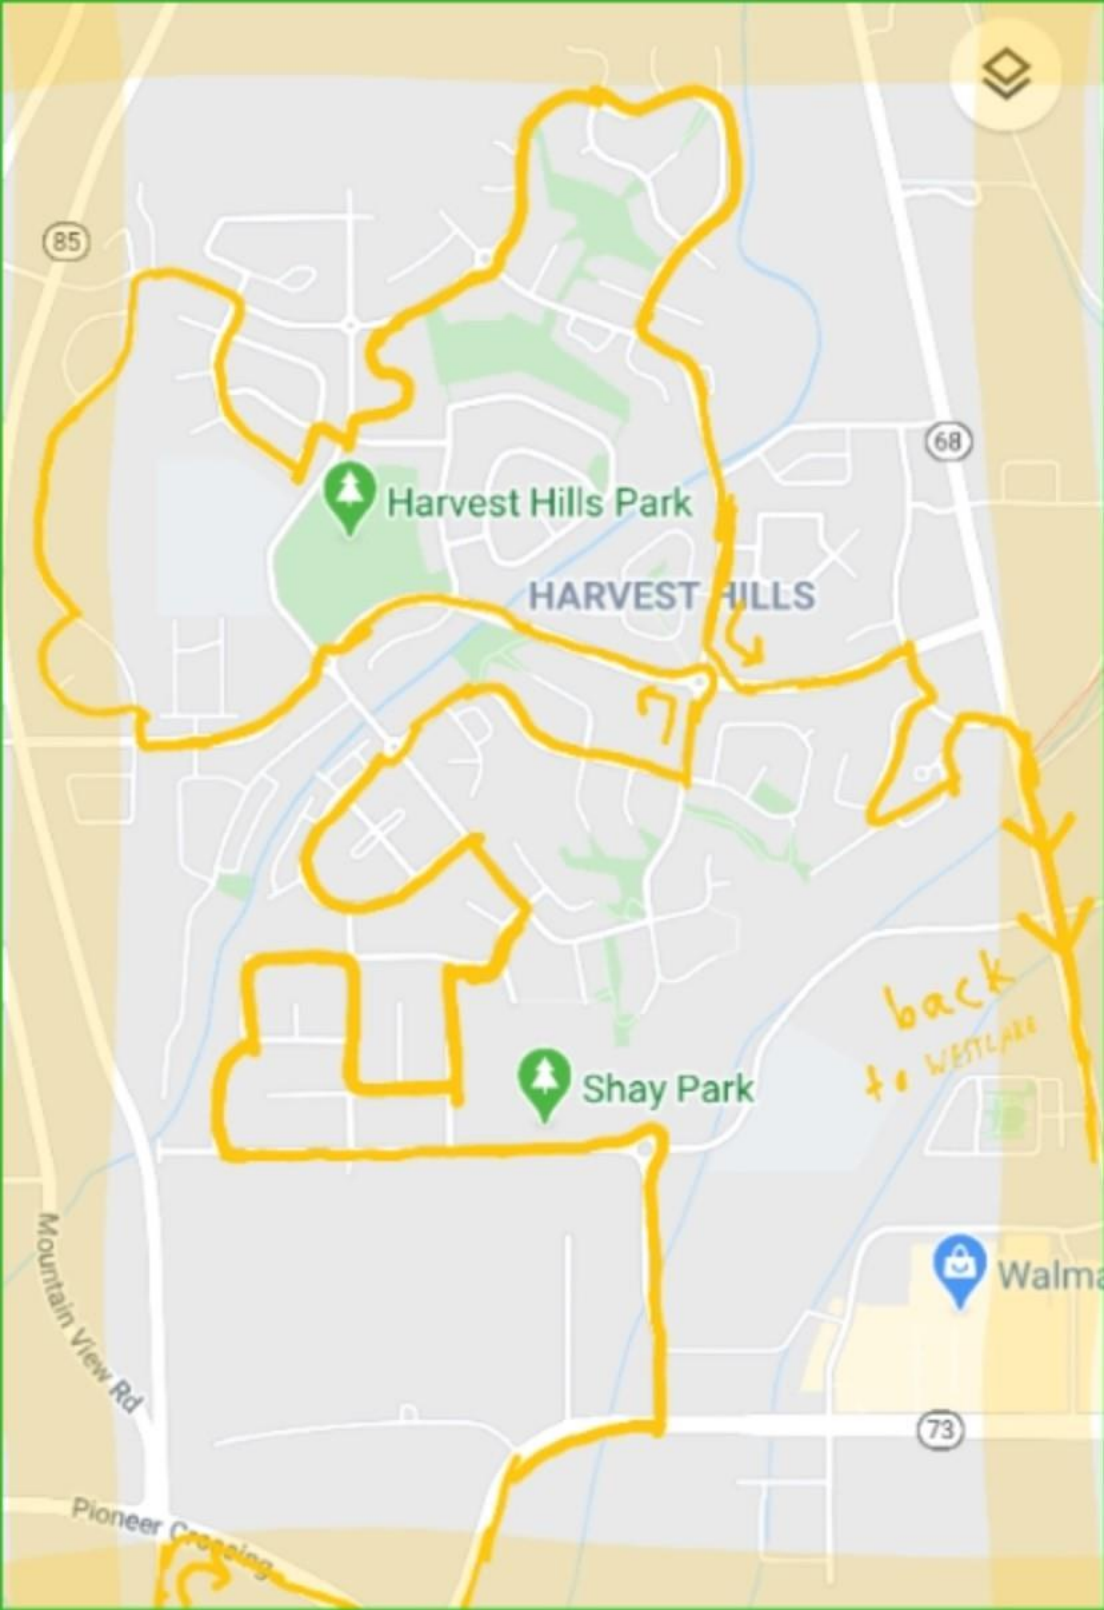 85
68
Harvest Hills Park
HARVEST HILLS
back
to WESTLAKE
Shay Park
Walma
Mountain View Rd
73
Pioneer Crossing